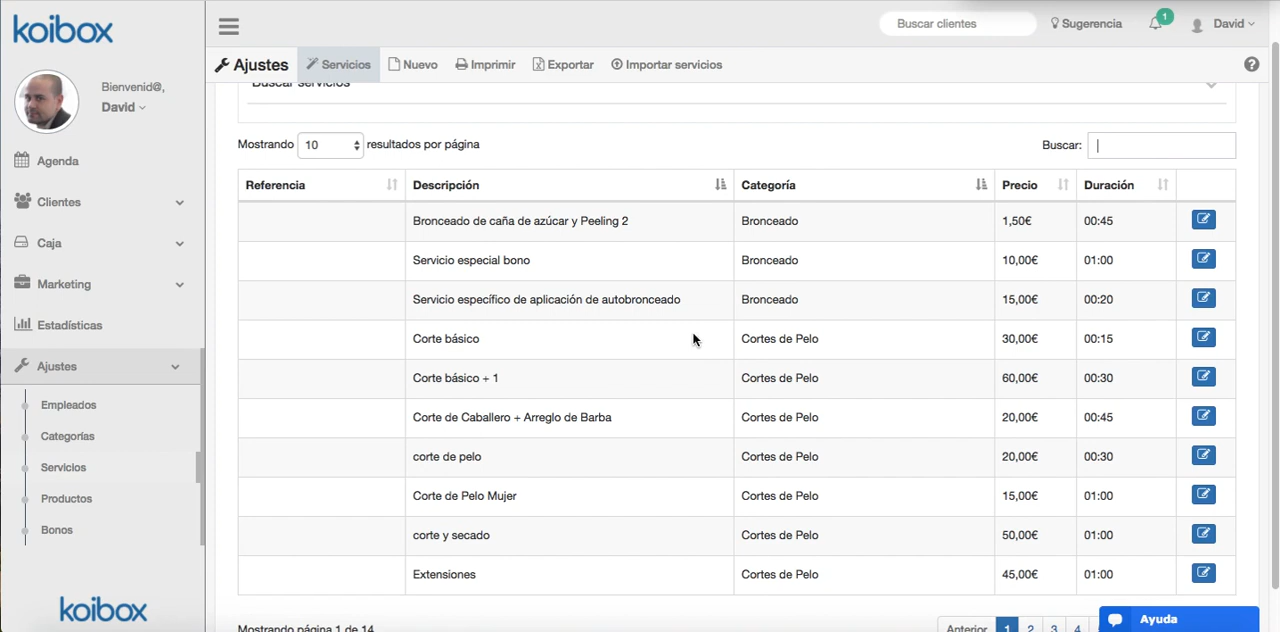 koibox
Buscar clientes
Sugerencia
1
David
Ajustes
Servicios
Nuevo
Imprimir
Exportar
Importar servicios
Bienvenid@,
David
Agenda
Clientes
Caja
Marketing
Estadísticas
Ajustes
Empleados
Categorías
Servicios
Productos
Bonos
koibox
Buscar servicios
Mostrando 10 resultados por página
Buscar:
Referencia Descripción Categoría Precio Duración
Bronceado de caña de azúcar y Peeling 2 Bronceado 1,50€ 00:45
Servicio especial bono Bronceado 10,00€ 01:00
Servicio específico de aplicación de autobronceado Bronceado 15,00€ 00:20
Corte básico Cortes de Pelo 30,00€ 00:15
Corte básico + 1 Cortes de Pelo 60,00€ 00:30
Corte de Caballero + Arreglo de Barba Cortes de Pelo 20,00€ 00:45
corte de pelo Cortes de Pelo 20,00€ 00:30
Corte de Pelo Mujer Cortes de Pelo 15,00€ 01:00
corte y secado Cortes de Pelo 50,00€ 01:00
Extensiones Cortes de Pelo 45,00€ 01:00
Mostrando página 1 de 14
Anterior 1 2 3 4
Ayuda